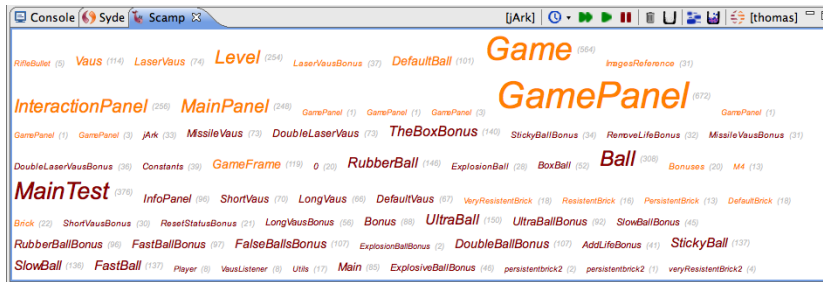 Console Syde Scamp [jArk] [thomas]
RifleBullet (5) Vaus (114) LaserVaus (74) Level (254) LaserVausBonus (37) DefaultBall (101) Game (564) ImagesReference (31)
InteractionPanel (256) MainPanel (248) GamePanel (1) GamePanel (1) GamePanel (3) GamePanel (672) GamePanel (1)
GamePanel (1) GamePanel (3) jArk (33) MissileVaus (73) DoubleLaserVaus (73) TheBoxBonus (140) StickyBallBonus (34) RemoveLifeBonus (32) MissileVausBonus (31)
DoubleLaserVausBonus (36) Constants (39) GameFrame (119) 0 (20) RubberBall (146) ExplosionBall (28) BoxBall (52) Ball (308) Bonuses (20) M4 (13)
MainTest (376) InfoPanel (96) ShortVaus (70) LongVaus (66) DefaultVaus (67) VeryResistentBrick (18) ResistentBrick (16) PersistentBrick (13) DefaultBrick (18)
Brick (22) ShortVausBonus (30) ResetStatusBonus (21) LongVausBonus (56) Bonus (88) UltraBall (150) UltraBallBonus (92) SlowBallBonus (45)
RubberBallBonus (96) FastBallBonus (97) FalseBallsBonus (107) ExplosionBallBonus (2) DoubleBallBonus (107) AddLifeBonus (41) StickyBall (137)
SlowBall (136) FastBall (137) Player (8) VausListener (8) Utils (17) Main (65) ExplosiveBallBonus (46) persistentbrick2 (2) persistentbrick2 (1) veryResistentBrick2 (4)